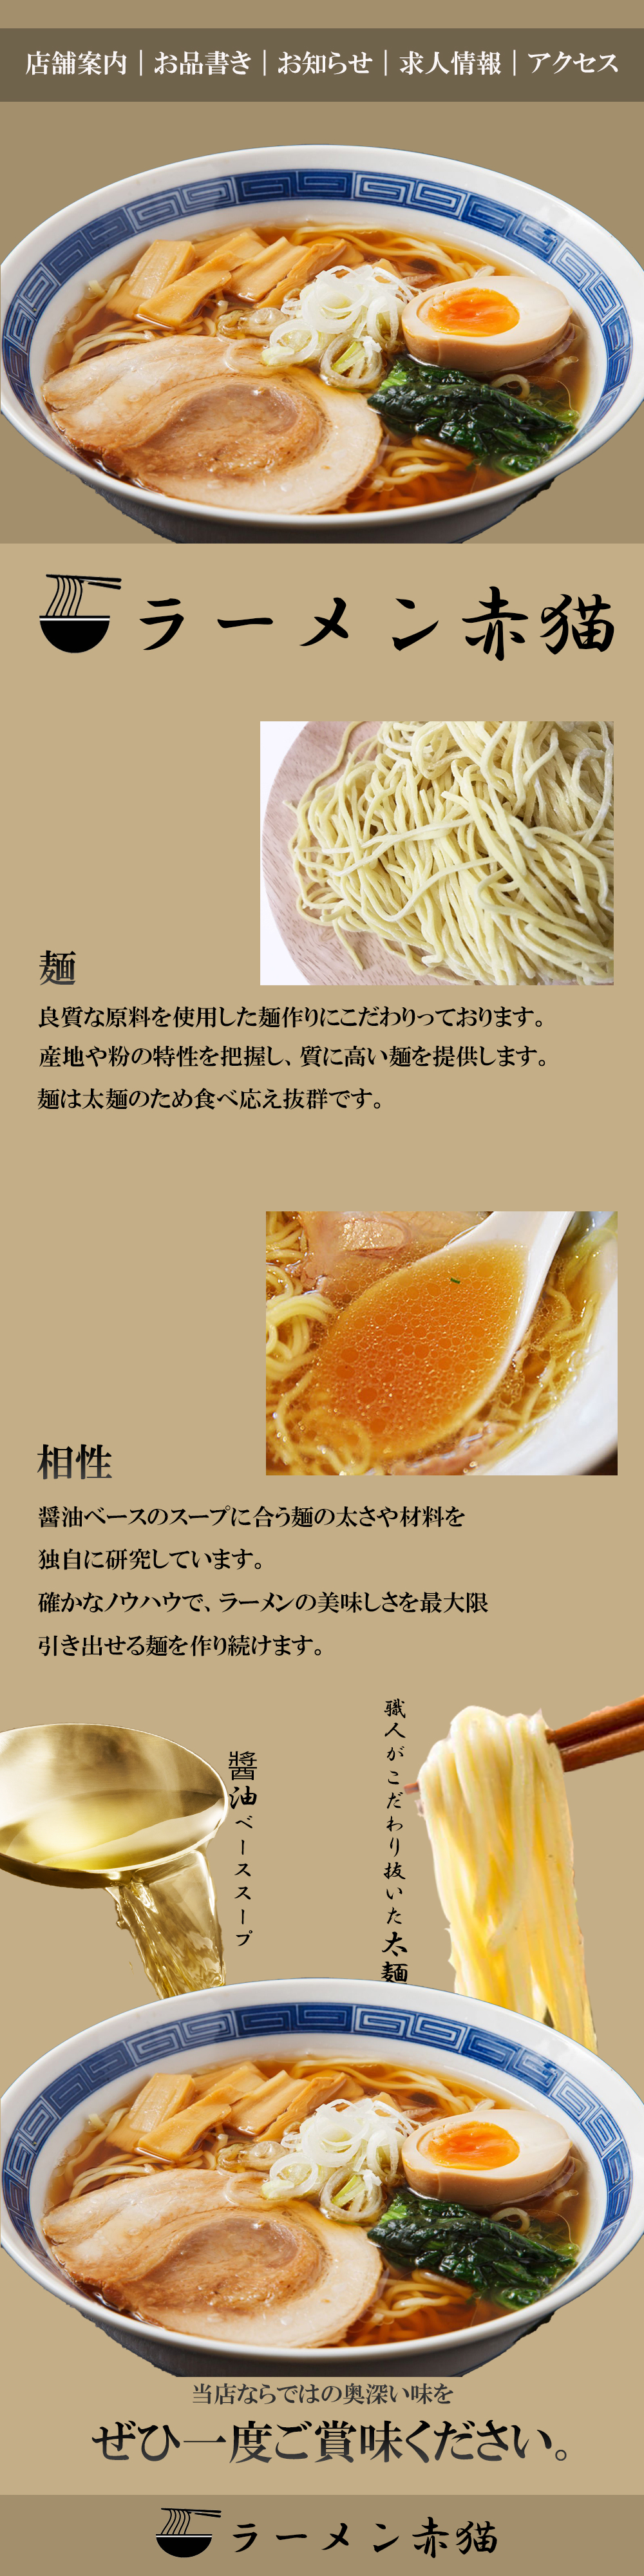 店舗案内｜お品書き｜お知らせ｜求人情報｜アクセス
ラーメン赤猫
麺
良質な原料を使用した麺作りにこだわりっております。
産地や粉の特性を把握し、質に高い麺を提供します。
麺は太麺のため食べ応え抜群です。
相性
醤油ベースのスープに合う麺の太さや材料を
独自に研究しています。
確かなノウハウで、ラーメンの美味しさを最大限
引き出せる麺を作り続けます。
職人がこだわり抜いた太麺
醬油ベーススープ
当店ならではの奥深い味を
ぜひ一度ご賞味ください。
ラーメン赤猫